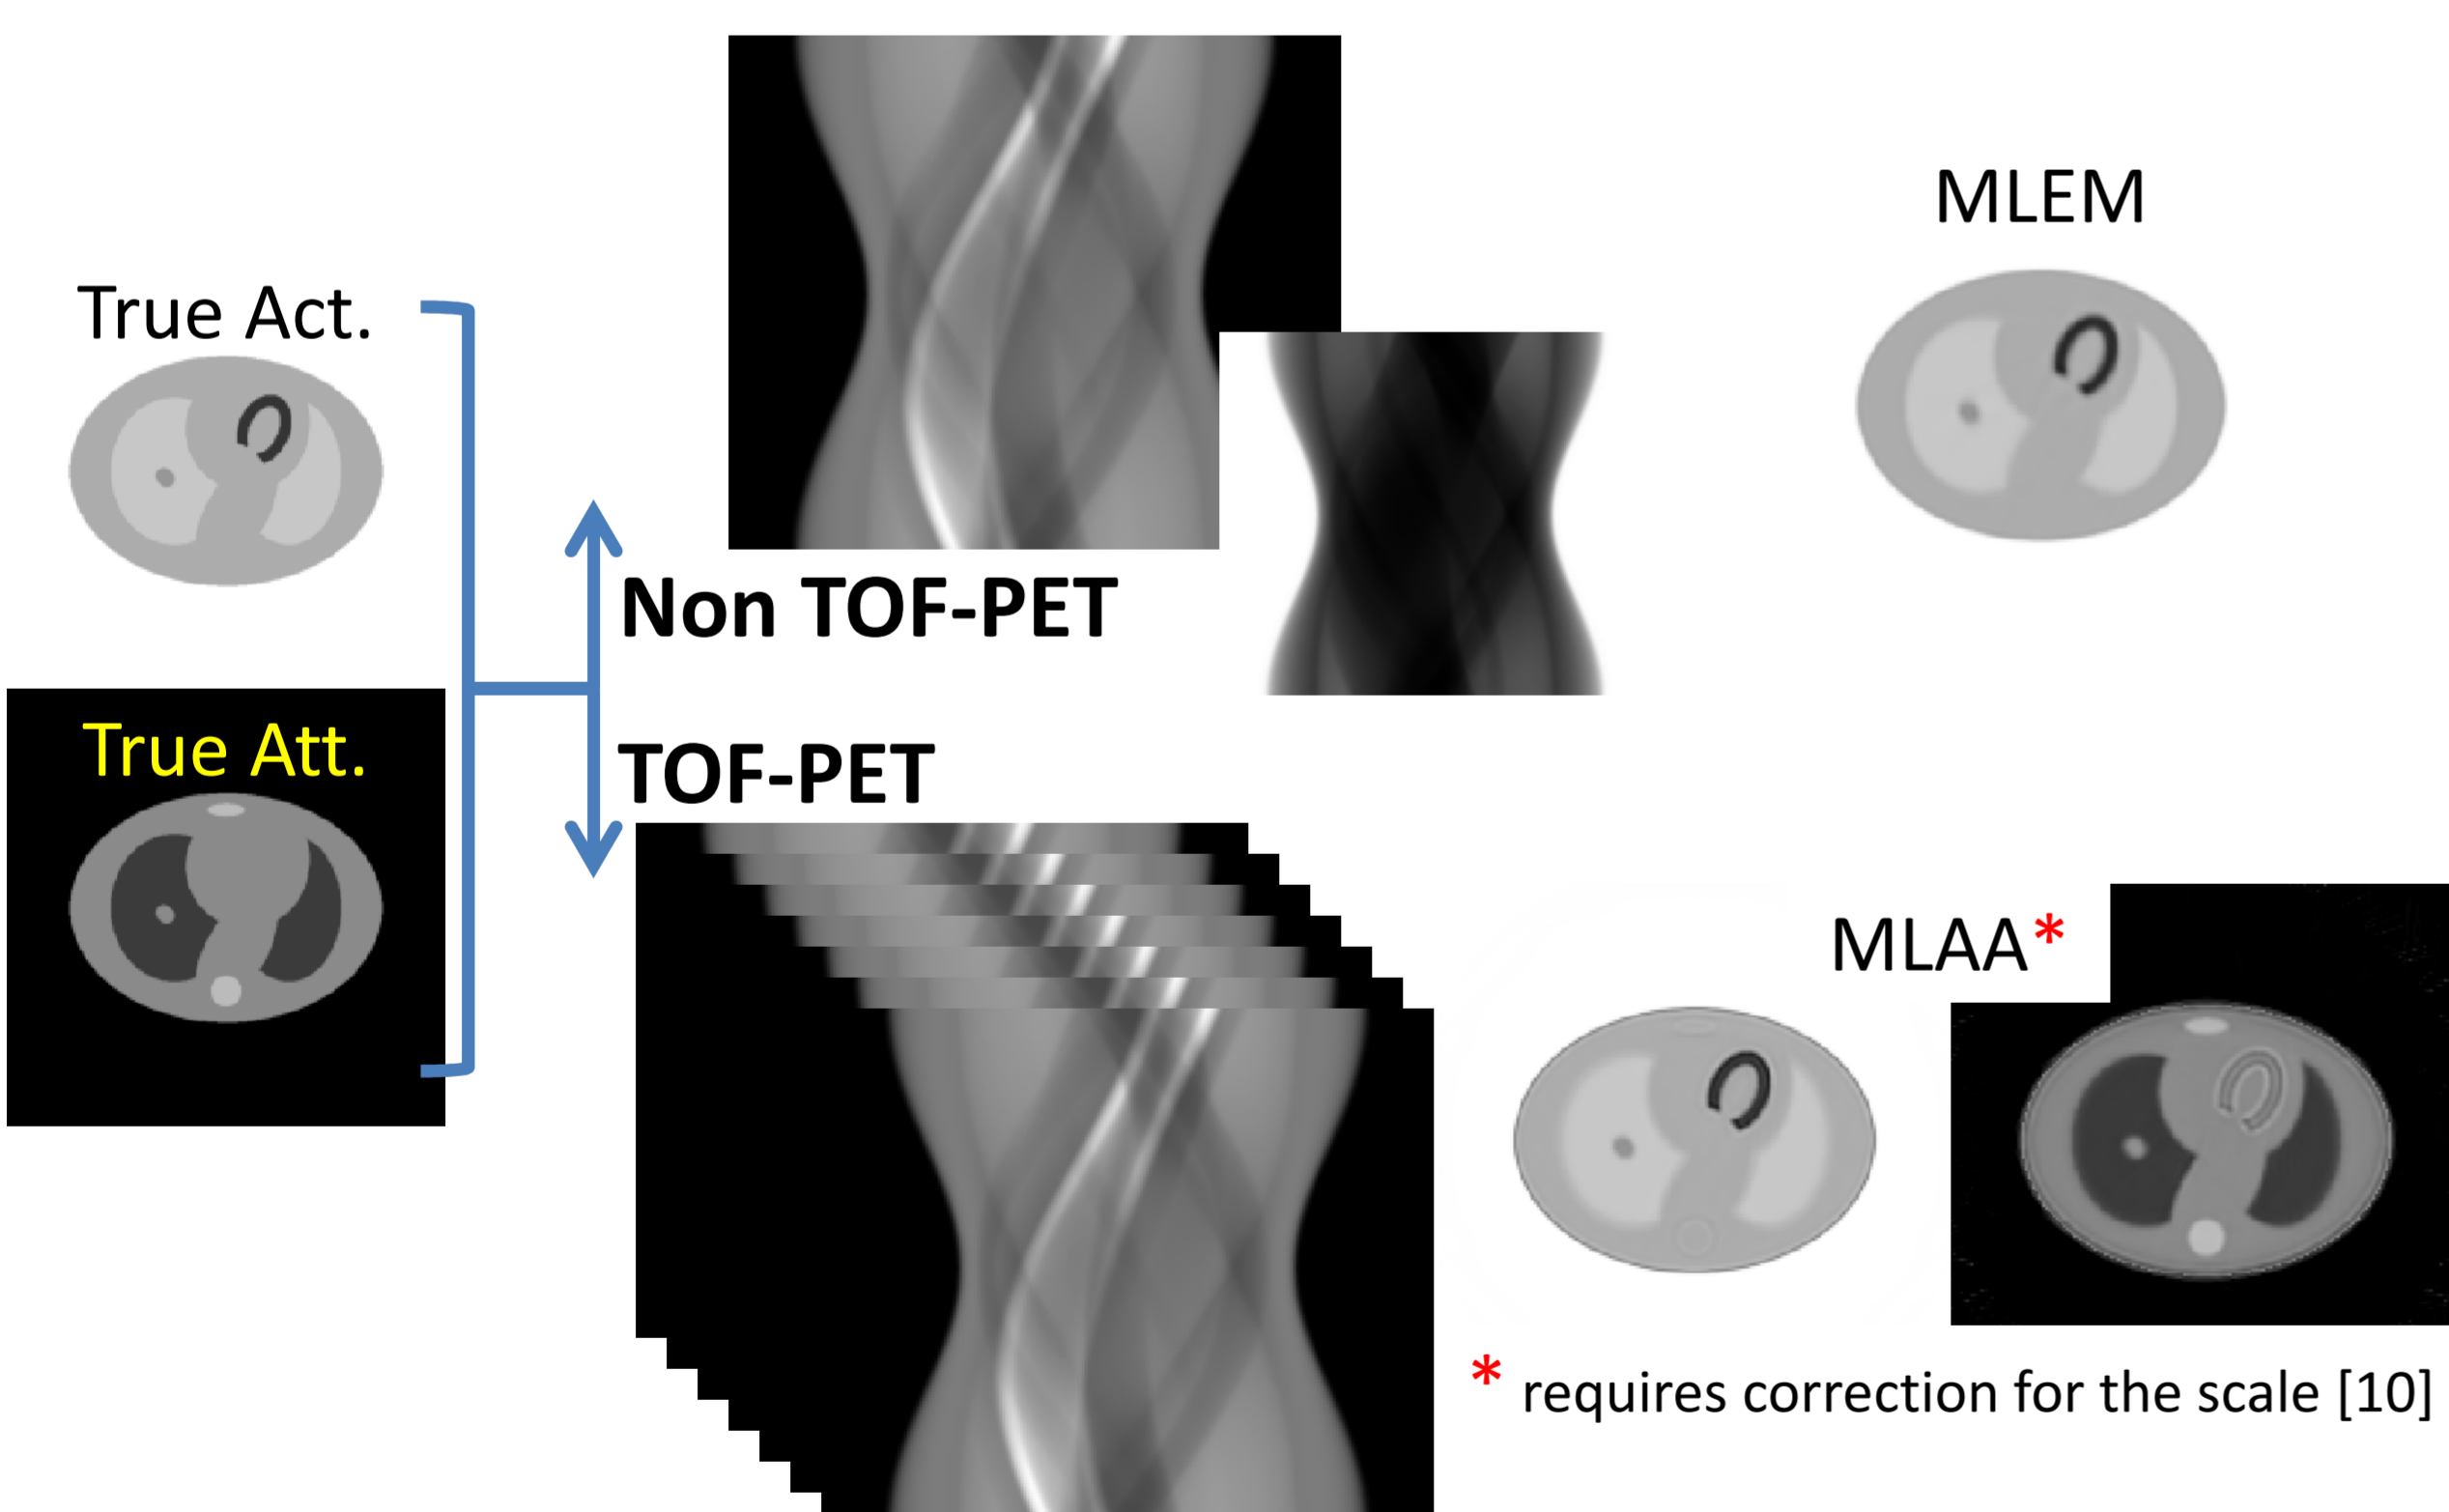 True Act.
True Att.
Non TOF-PET
TOF-PET
MLEM
MLAA*
* requires correction for the scale [10]